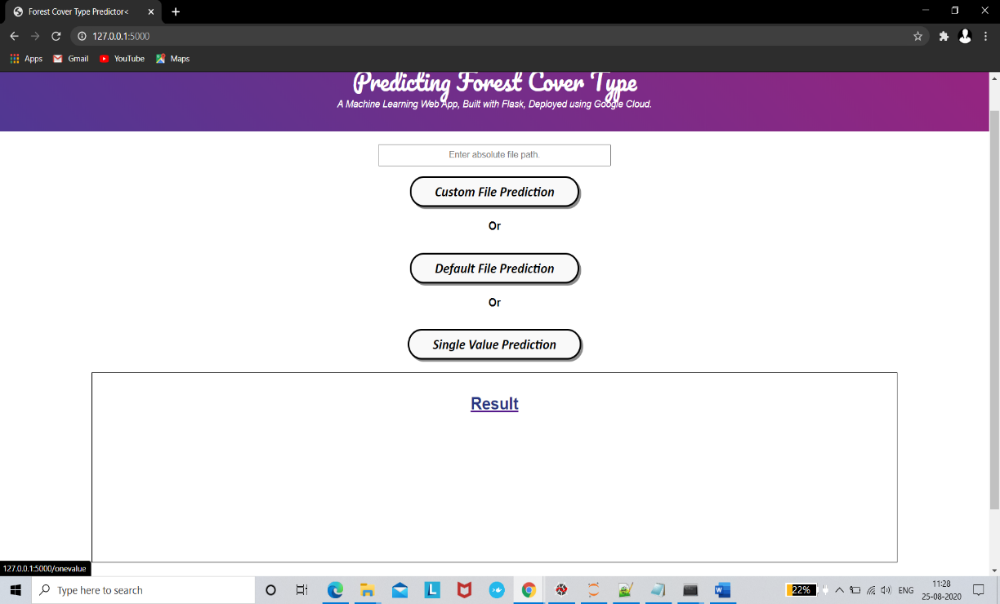 Forest Cover Type Predictor<
127.0.0.1:5000
Apps Gmail YouTube Maps
Predicting Forest Cover Type
A Machine Learning Web App, Built with Flask, Deployed using Google Cloud.
Enter absolute file path.
Custom File Prediction
Or
Default File Prediction
Or
Single Value Prediction
Result
127.0.0.1:5000/onevalue
Type here to search
L
W
22%
ENG
11:28
25-08-2020